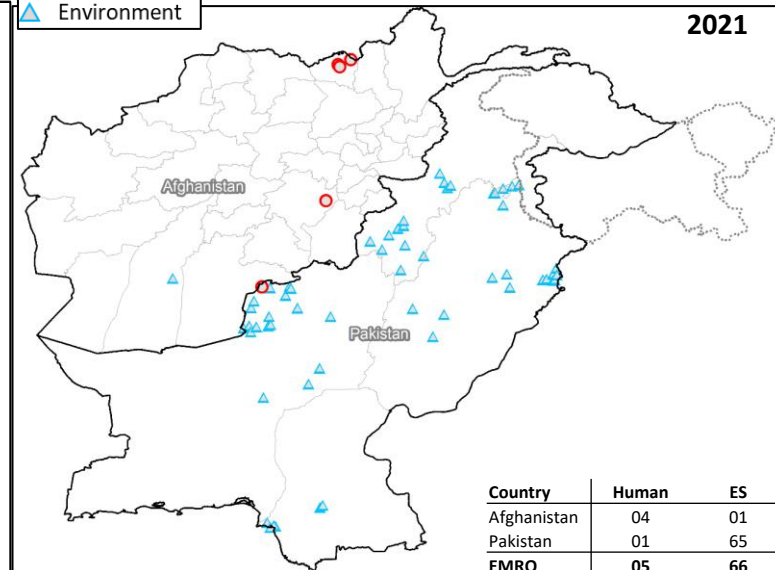 Environment
2021
Afghanistan
Pakistan
Country Human ES
Afghanistan 04 01
Pakistan 01 65
EMRO 05 66